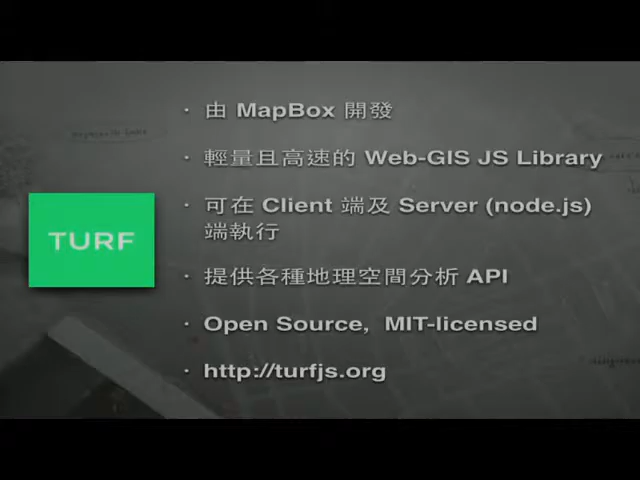 · 由 MapBox 開發
· 輕量且高速的 Web-GIS JS Library
TURF
· 可在 Client 端及 Server (node.js)
端執行
· 提供各種地理空間分析 API
· Open Source, MIT-licensed
· http://turfjs.org